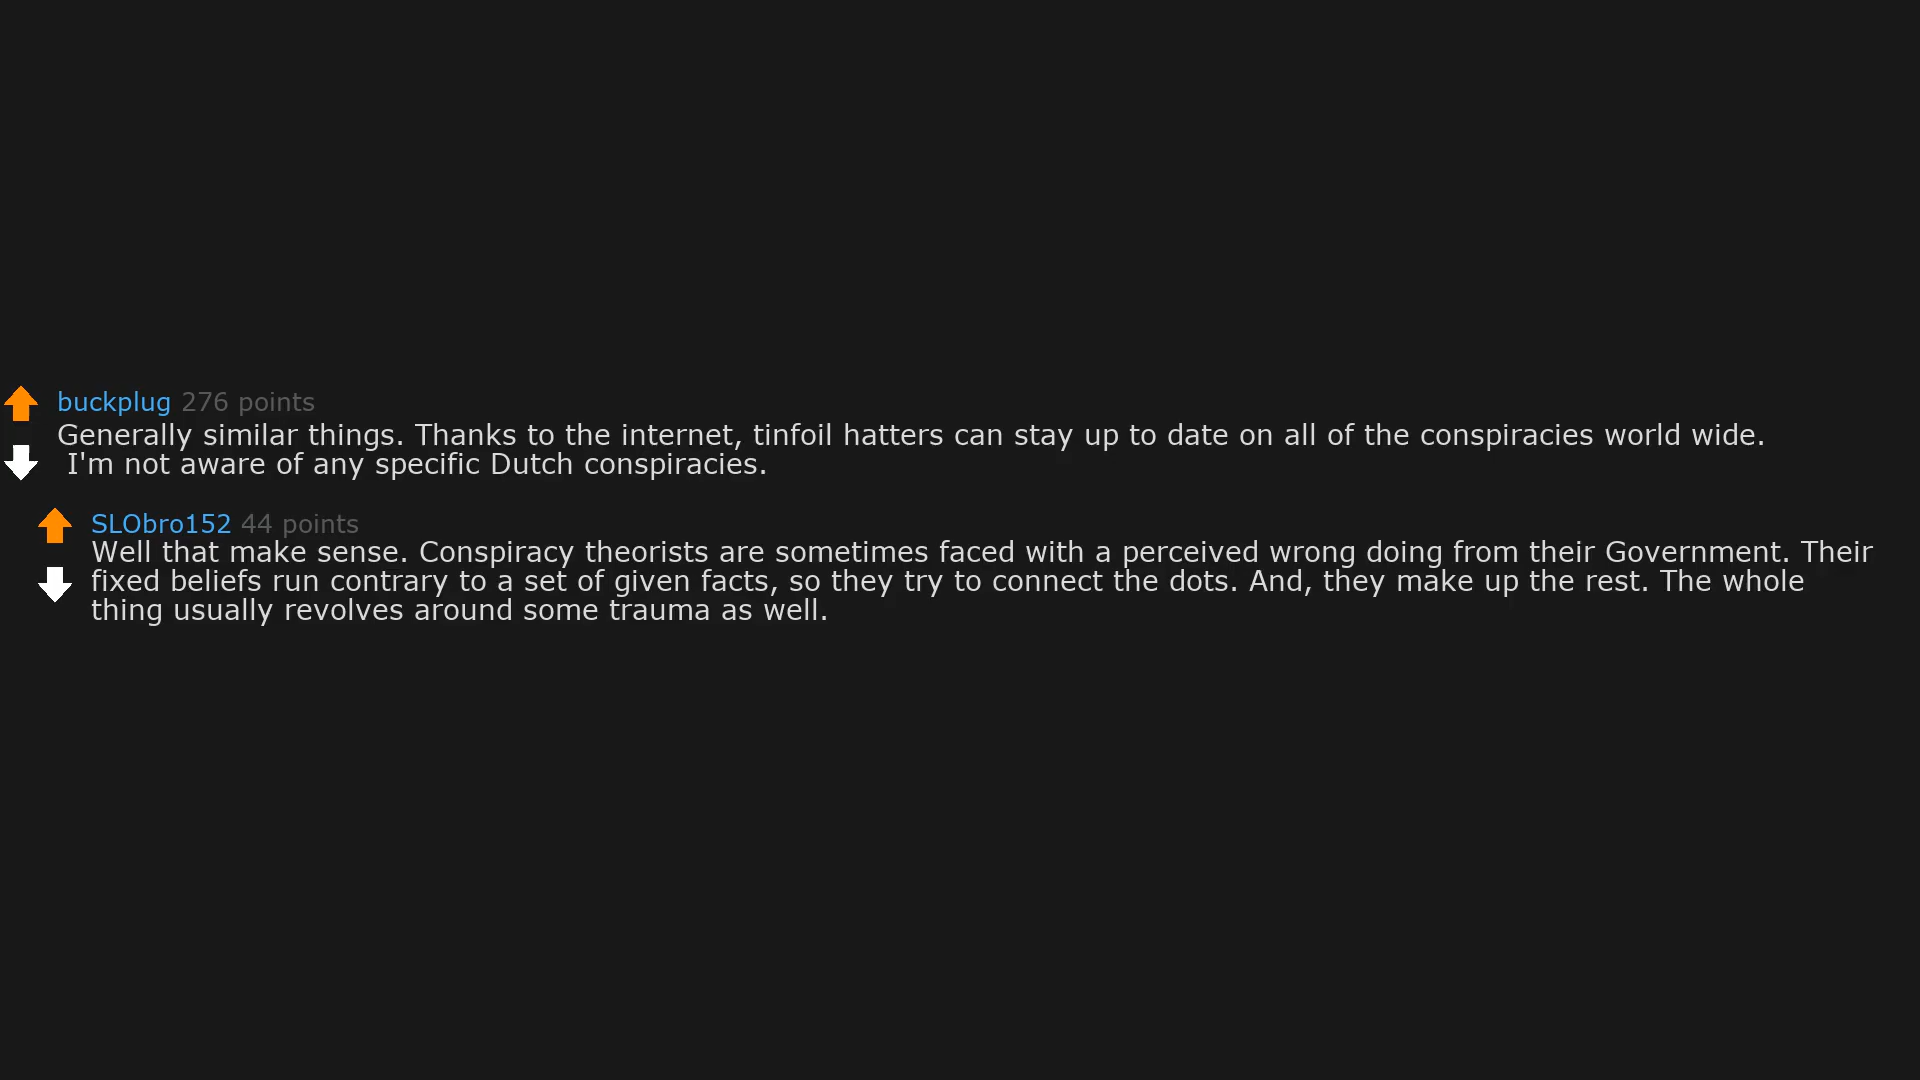 buckplug 276 points
Generally similar things. Thanks to the internet, tinfoil hatters can stay up to date on all of the conspiracies world wide.
I'm not aware of any specific Dutch conspiracies.
SLObro152 44 points
Well that make sense. Conspiracy theorists are sometimes faced with a perceived wrong doing from their Government. Their
fixed beliefs run contrary to a set of given facts, so they try to connect the dots. And, they make up the rest. The whole
thing usually revolves around some trauma as well.